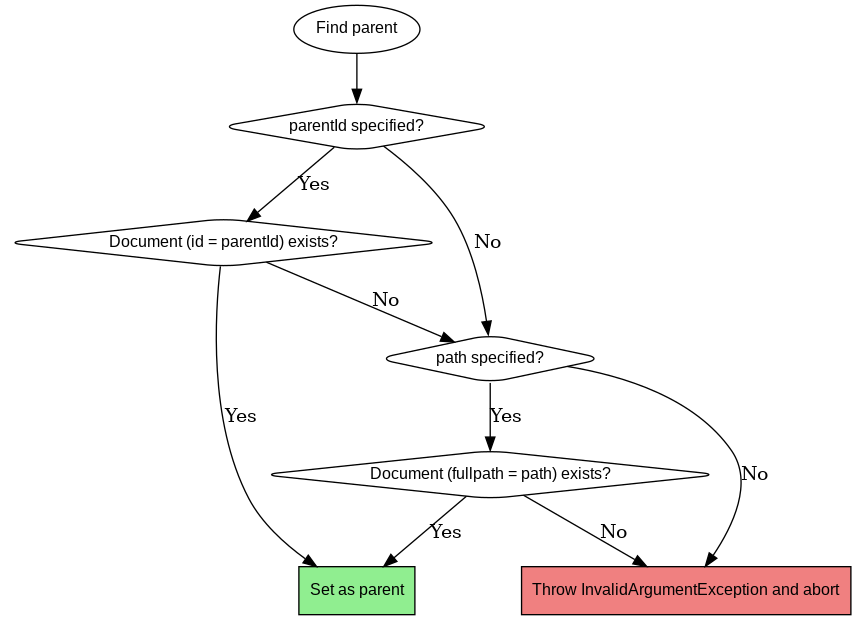 Find parent
parentId specified?
Yes
Document (id = parentId) exists?
No
No
path specified?
Yes
Yes
Document (fullpath = path) exists?
No
Yes
No
Set as parent
Throw InvalidArgumentException and abort